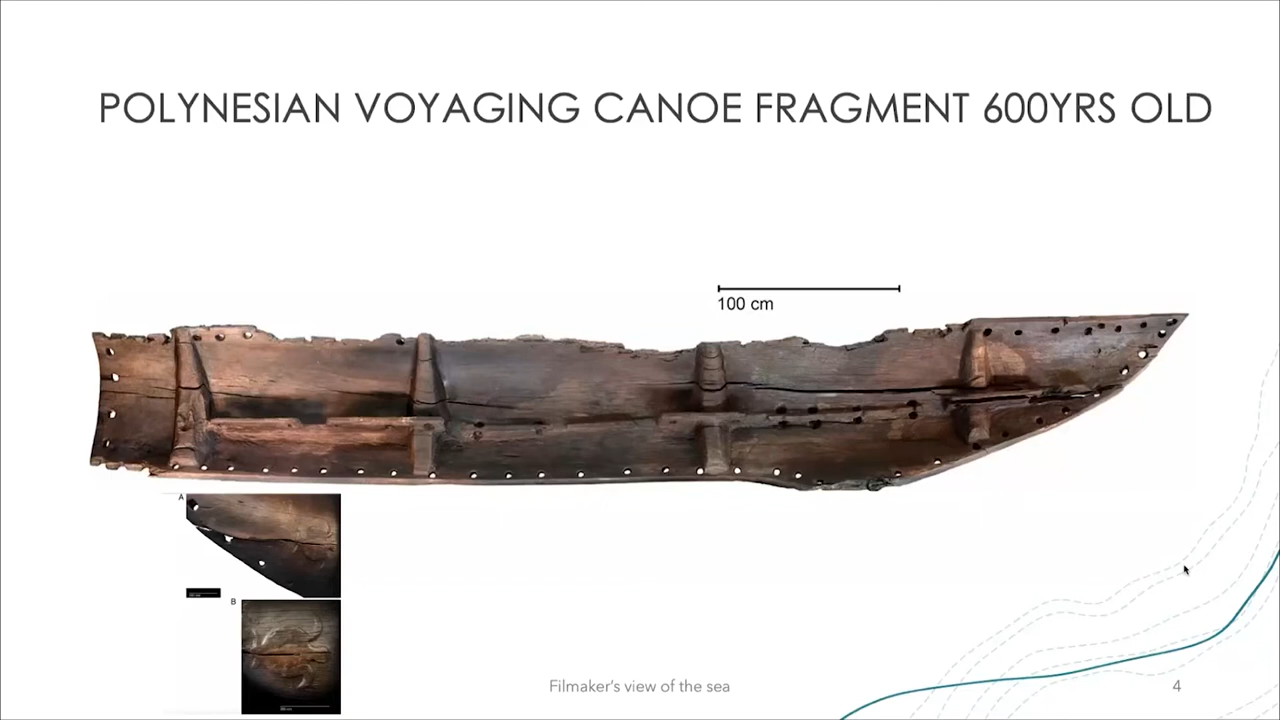 POLYNESIAN VOYAGING CANOE FRAGMENT 600YRS OLD
100 cm
A
B
Filmaker's view of the sea
4